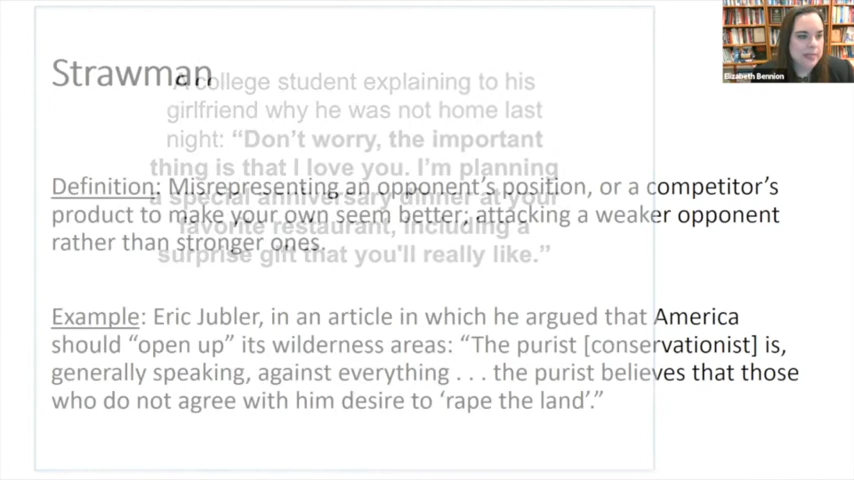 Strawman
A college student explaining to his
girlfriend why he was not home last
night: “Don’t worry, the important
thing is that I love you. I’m planning
a special anniversary dinner at your
favorite restaurant, including a
surprise gift that you'll really like.”
Definition: Misrepresenting an opponent’s position, or a competitor’s
product to make your own seem better; attacking a weaker opponent
rather than stronger ones.
Example: Eric Jubler, in an article in which he argued that America
should “open up” its wilderness areas: “The purist [conservationist] is,
generally speaking, against everything . . . the purist believes that those
who do not agree with him desire to ‘rape the land’.”
Elizabeth Bennion